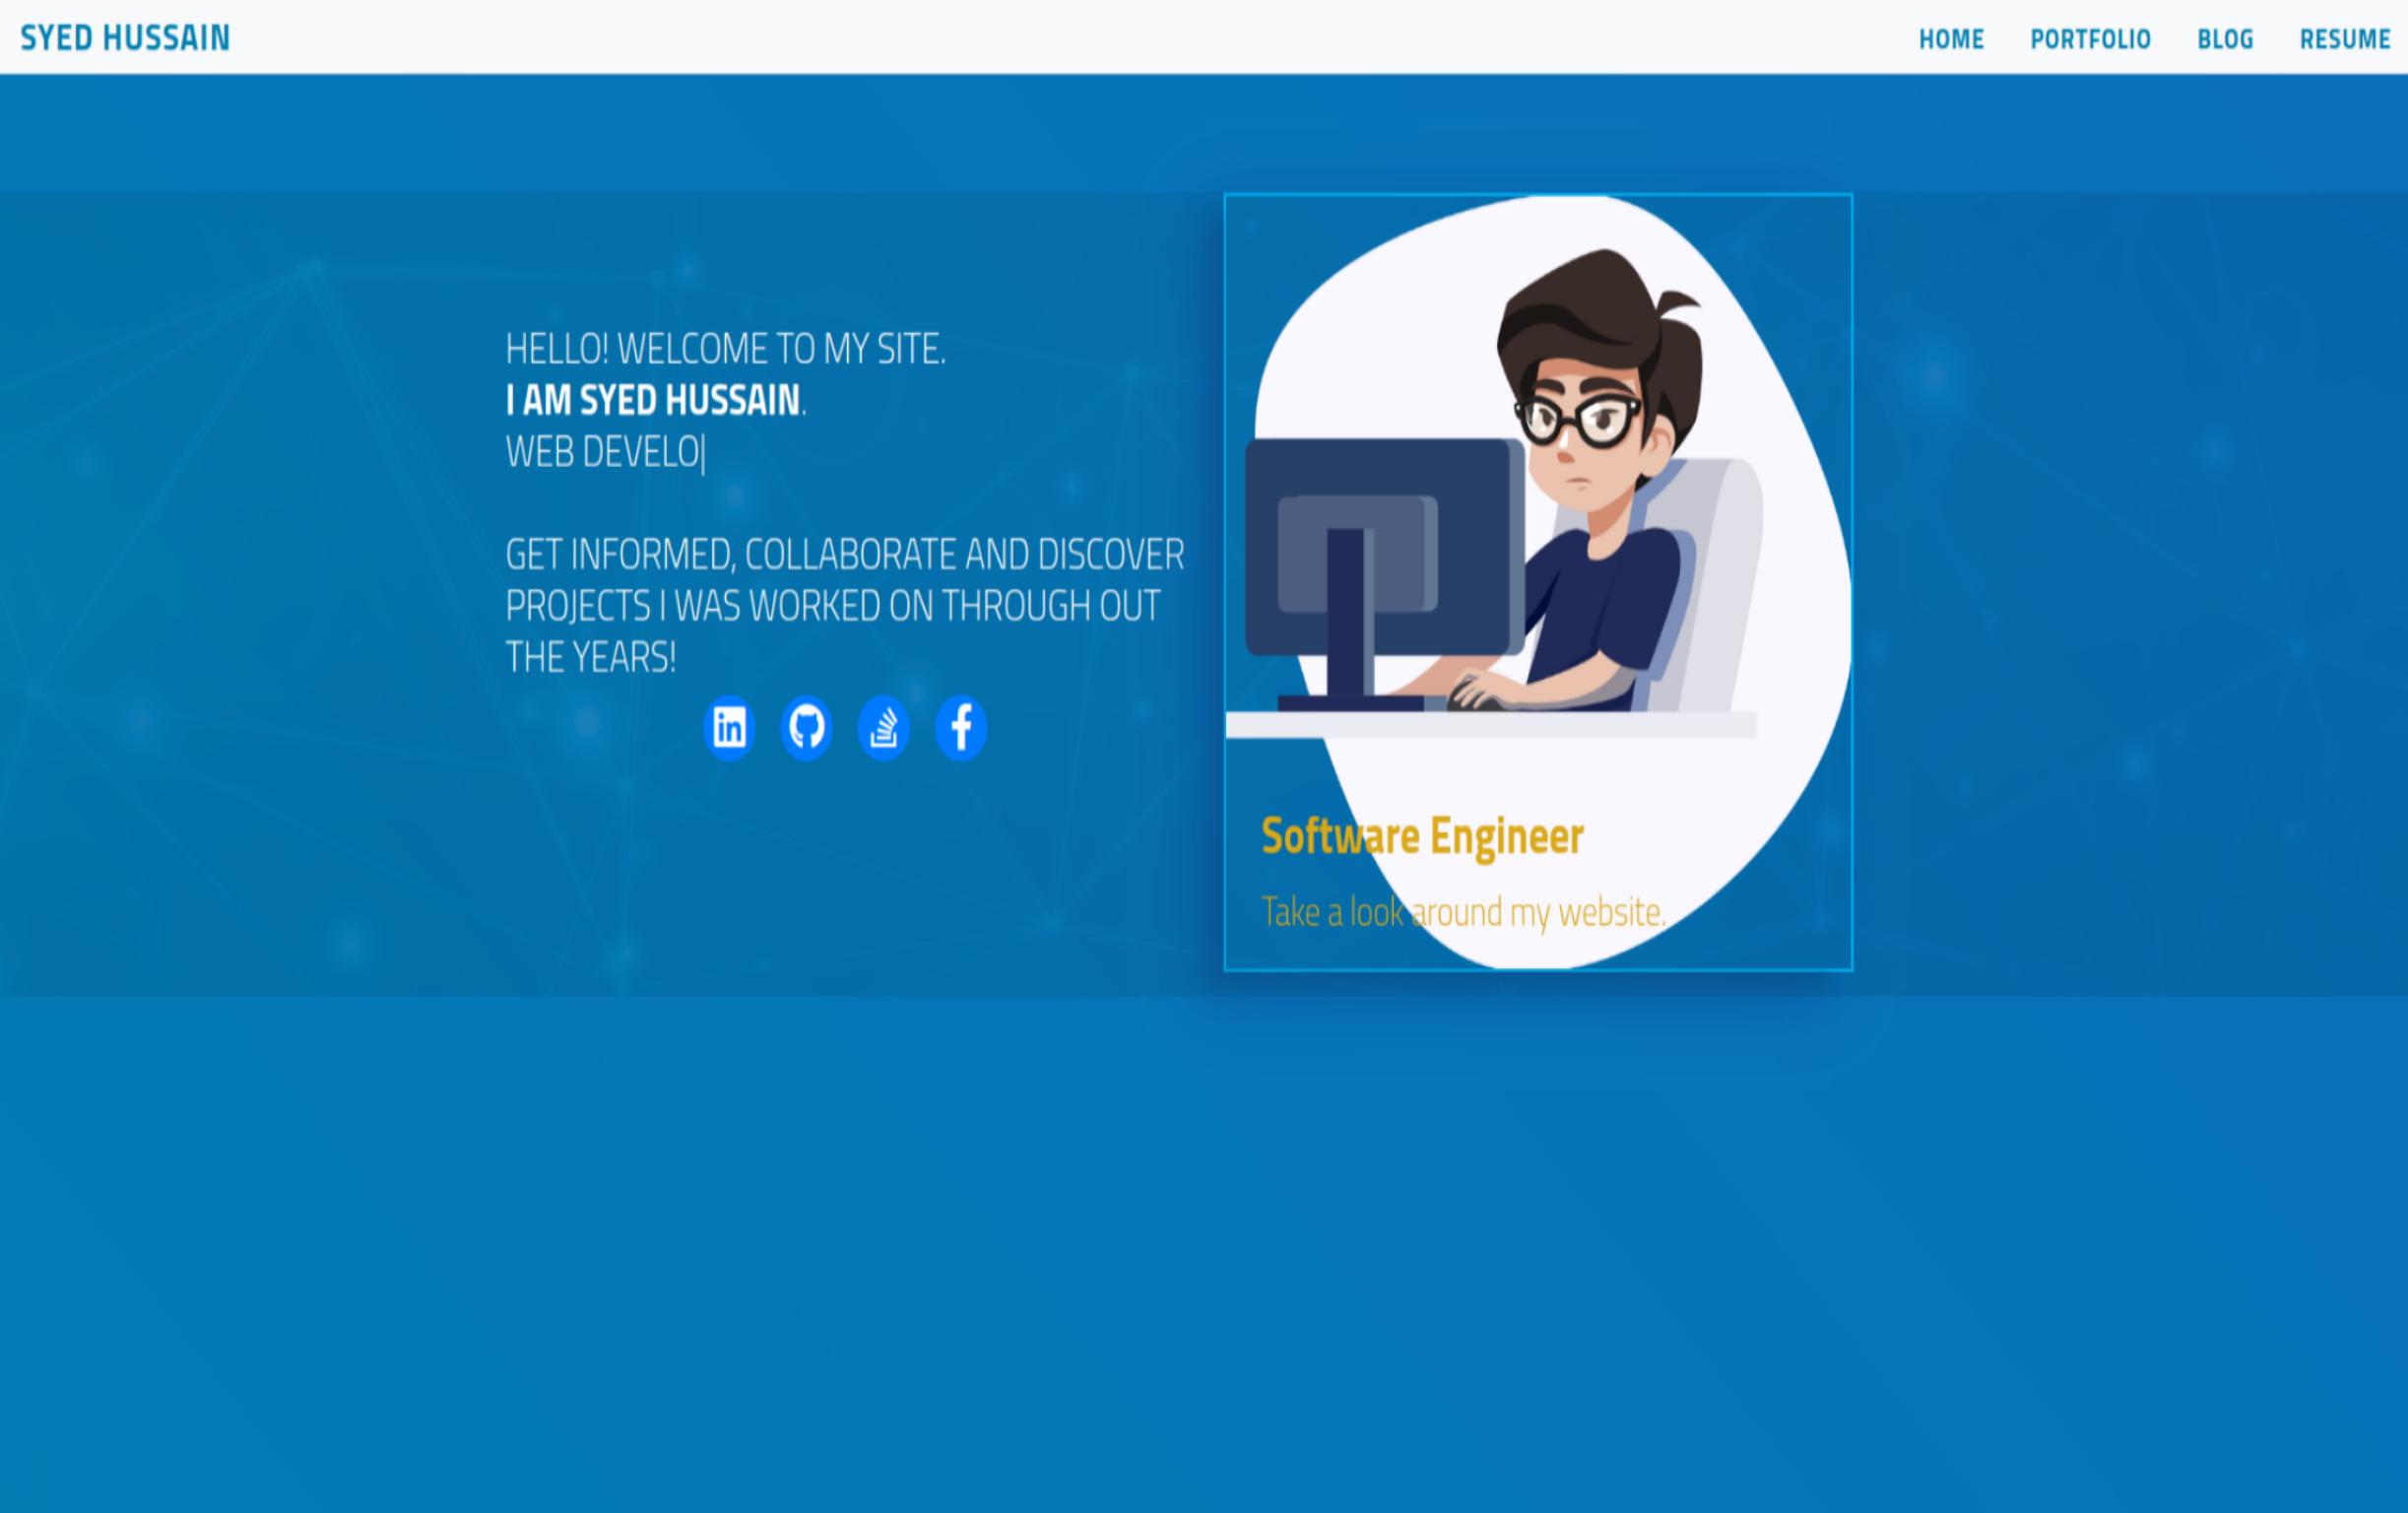 SYED HUSSAIN
HOME PORTFOLIO BLOG RESUME
HELLO! WELCOME TO MY SITE.
I AM SYED HUSSAIN.
WEB DEVELO|
GET INFORMED, COLLABORATE AND DISCOVER
PROJECTS I WAS WORKED ON THROUGH OUT
THE YEARS!
in
f
Software Engineer
Take a look around my website.